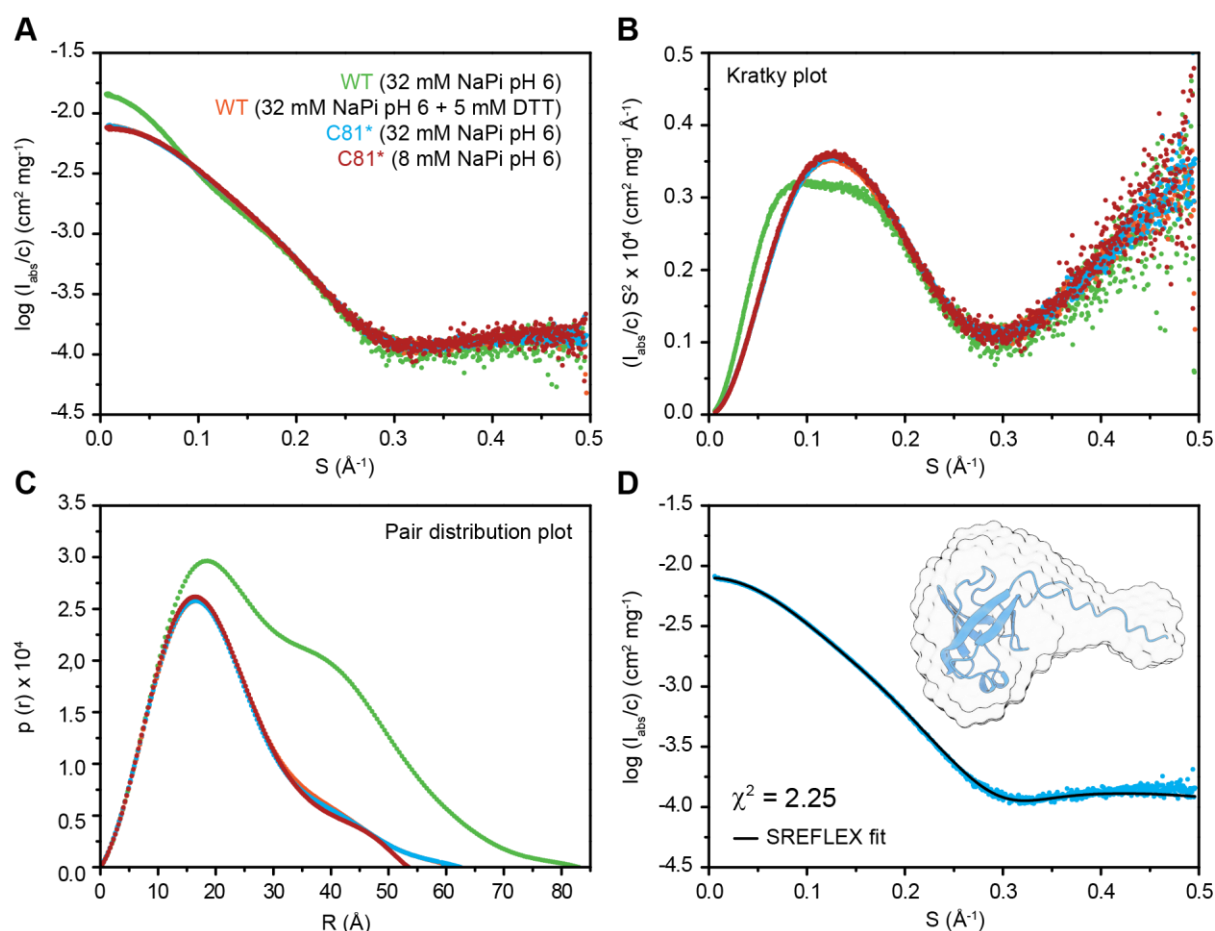 A
-1.5
-2.0
-2.5
-3.0
-3.5
-4.0
-4.5
log (Iabs/c) (cm² mg⁻¹)
WT (32 mM NaPi pH 6)
WT (32 mM NaPi pH 6 + 5 mM DTT)
C81* (32 mM NaPi pH 6)
C81* (8 mM NaPi pH 6)
0.0 0.1 0.2 0.3 0.4 0.5
S (Å⁻¹)
B
0.5
0.4
0.3
0.2
0.1
0.0
(Iabs/c) S² x 10⁴ (cm² mg⁻¹ Å⁻¹)
Kratky plot
0.0 0.1 0.2 0.3 0.4 0.5
S (Å⁻¹)
C
3.5
3.0
2.5
2.0
1.5
1.0
0.5
0.0
p (r) x 10⁴
Pair distribution plot
0 10 20 30 40 50 60 70 80
R (Å)
D
-1.5
-2.0
-2.5
-3.0
-3.5
-4.0
-4.5
log (Iabs/c) (cm² mg⁻¹)
χ² = 2.25
SREFLEX fit
0.0 0.1 0.2 0.3 0.4 0.5
S (Å⁻¹)